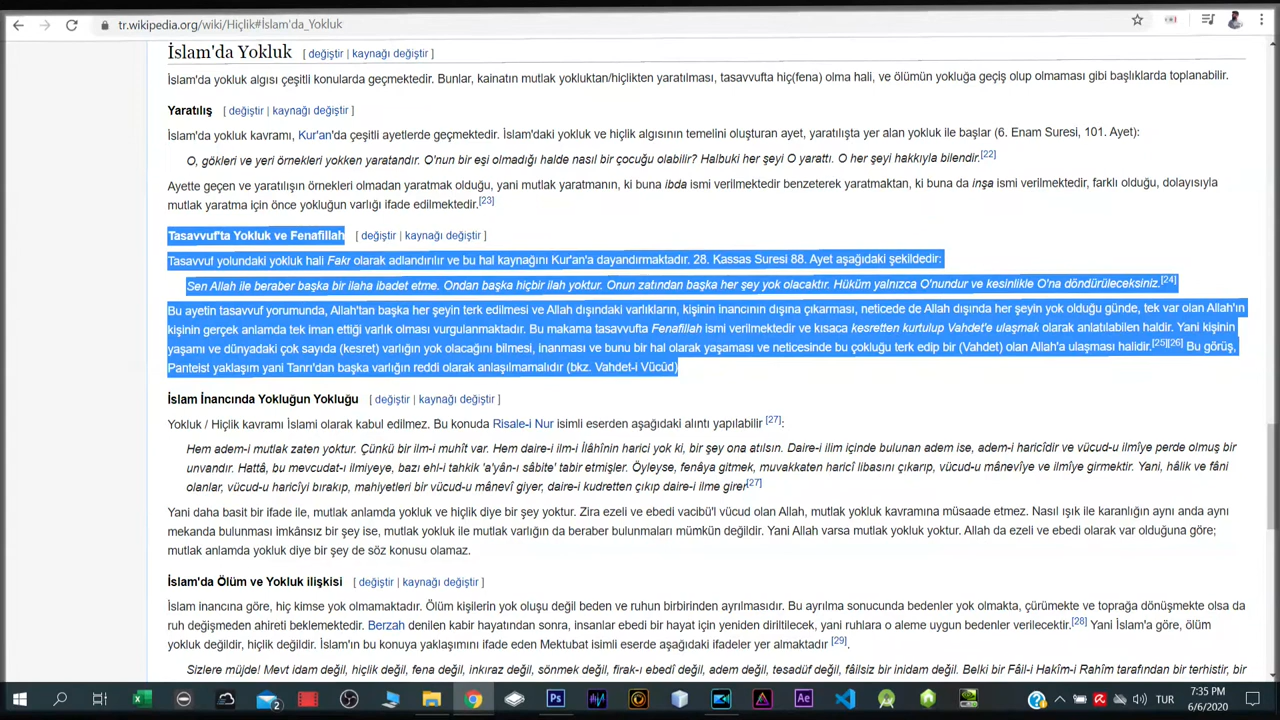 tr.wikipedia.org/wiki/Hiçlik#İslam'da_Yokluk
İslam'da Yokluk [ değiştir | kaynağı değiştir ]
İslam'da yokluk algısı çeşitli konularda geçmektedir. Bunlar, kainatın mutlak yokluktan/hiçlikten yaratılması, tasavvufta hiç(fena) olma hali, ve ölümün yokluğa geçiş olup olmaması gibi başlıklarda toplanabilir.
Yaratılış [ değiştir | kaynağı değiştir ]
İslam'da yokluk kavramı, Kur'an'da çeşitli ayetlerde geçmektedir. İslam'daki yokluk ve hiçlik algısının temelini oluşturan ayet, yaratılışta yer alan yokluk ile başlar (6. Enam Suresi, 101. Ayet):
O, gökleri ve yeri örnekleri yokken yaratandır. O'nun bir eşi olmadığı halde nasıl bir çocuğu olabilir? Halbuki her şeyi O yarattı. O her şeyi hakkıyla bilendir.[22]
Ayette geçen ve yaratılışın örnekleri olmadan yaratmak olduğu, yani mutlak yaratmanın, ki buna ibda ismi verilmektedir benzeterek yaratmaktan, ki buna da inşa ismi verilmektedir, farklı olduğu, dolayısıyla
mutlak yaratma için önce yokluğun varlığı ifade edilmektedir.[23]
Tasavvuf'ta Yokluk ve Fenafillah [ değiştir | kaynağı değiştir ]
Tasavvuf yolundaki yokluk hali Fakr olarak adlandırılır ve bu hal kaynağını Kur'an'a dayandırmaktadır. 28. Kassas Suresi 88. Ayet aşağıdaki şekildedir:
Sen Allah ile beraber başka bir ilaha ibadet etme. Ondan başka hiçbir ilah yoktur. Onun zatından başka her şey yok olacaktır. Hüküm yalnızca O'nundur ve kesinlikle O'na döndürüleceksiniz.[24]
Bu ayetin tasavvuf yorumunda, Allah'tan başka her şeyin terk edilmesi ve Allah dışındaki varlıkların, kişinin inancının dışına çıkarması, neticede de Allah dışında her şeyin yok olduğu günde, tek var olan Allah'ın
kişinin gerçek anlamda tek iman ettiği varlık olması vurgulanmaktadır. Bu makama tasavvufta Fenafillah ismi verilmektedir ve kısaca kesretten kurtulup Vahdet'e ulaşmak olarak anlatılabilen haldir. Yani kişinin
yaşamı ve dünyadaki çok sayıda (kesret) varlığın yok olacağını bilmesi, inanması ve bunu bir hal olarak yaşaması ve neticesinde bu çokluğu terk edip bir (Vahdet) olan Allah'a ulaşması halidir.[25][26] Bu görüş,
Panteist yaklaşım yani Tanrı'dan başka varlığın reddi olarak anlaşılmamalıdır (bkz. Vahdet-i Vücûd)
İslam İnancında Yokluğun Yokluğu [ değiştir | kaynağı değiştir ]
Yokluk / Hiçlik kavramı İslami olarak kabul edilmez. Bu konuda Risale-i Nur isimli eserden aşağıdaki alıntı yapılabilir [27]:
Hem adem-i mutlak zaten yoktur. Çünkü bir ilm-i muhît var. Hem daire-i ilm-i İlâhînin harici yok ki, bir şey ona atılsın. Daire-i ilim içinde bulunan adem ise, adem-i haricîdir ve vücud-u ilmîye perde olmuş bir
unvandır. Hattâ, bu mevcudat-ı ilmiyeye, bazı ehl-i tahkik 'a'yân-ı sâbite' tabir etmişler. Öyleyse, fenâya gitmek, muvakkaten haricî libasını çıkarıp, vücud-u mânevîye ve ilmîye girmektir. Yani, hâlik ve fâni
olanlar, vücud-u haricîyi bırakıp, mahiyetleri bir vücud-u mânevî giyer, daire-i kudretten çıkıp daire-i ilme girer[27]
Yani daha basit bir ifade ile, mutlak anlamda yokluk ve hiçlik diye bir şey yoktur. Zira ezeli ve ebedi vacibü'l vücud olan Allah, mutlak yokluk kavramına müsaade etmez. Nasıl ışık ile karanlığın aynı anda aynı
mekanda bulunması imkânsız bir şey ise, mutlak yokluk ile mutlak varlığın da beraber bulunmaları mümkün değildir. Yani Allah varsa mutlak yokluk yoktur. Allah da ezeli ve ebedi olarak var olduğuna göre;
mutlak anlamda yokluk diye bir şey de söz konusu olamaz.
İslam'da Ölüm ve Yokluk ilişkisi [ değiştir | kaynağı değiştir ]
İslam inancına göre, hiç kimse yok olmamaktadır. Ölüm kişilerin yok oluşu değil beden ve ruhun birbirinden ayrılmasıdır. Bu ayrılma sonucunda bedenler yok olmakta, çürümekte ve toprağa dönüşmekte olsa da
ruh değişmeden ahireti beklemektedir. Berzah denilen kabir hayatından sonra, insanlar ebedi bir hayat için yeniden diriltilecek, yani ruhlara o aleme uygun bedenler verilecektir.[28] Yani İslam'a göre, ölüm
yokluk değildir, hiçlik değildir. İslam'ın bu konuya yaklaşımını ifade eden Mektubat isimli eserde aşağıdaki ifadeler yer almaktadır [29].
Sizlere müjde! Mevt idam değil, hiçlik değil, fena değil, inkıraz değil, sönmek değil, firak-ı ebedî değil, adem değil, tesadüf değil, fâilsiz bir inidam değil. Belki bir Fâil-i Hakîm-i Rahîm tarafından bir terhistir, bir
2
Ps
Ae
TUR
7:35 PM
6/6/2020